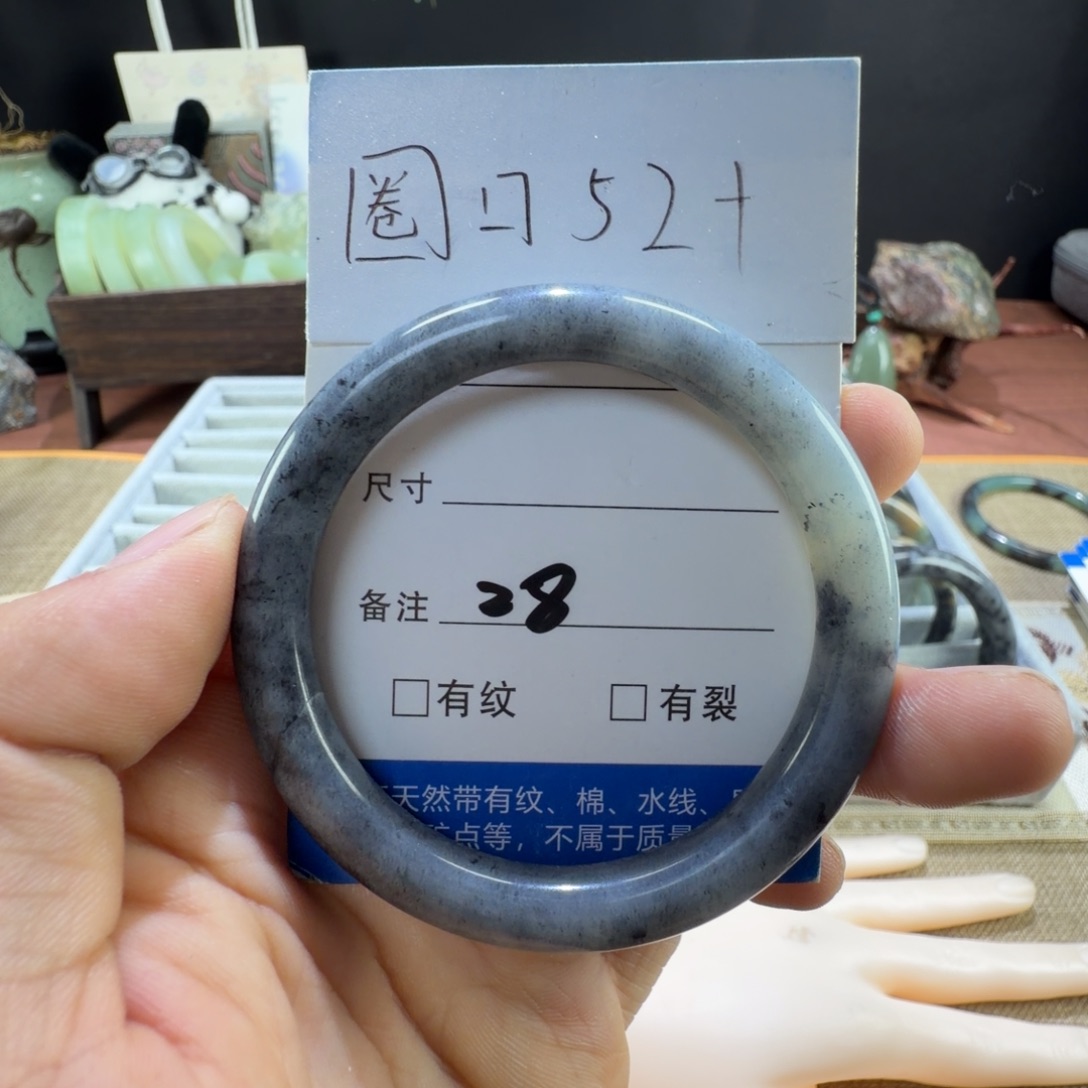 圈口52+
尺寸
备注 28
□有纹 □有裂
天然带有纹、棉、水线、
点等，不属于质量